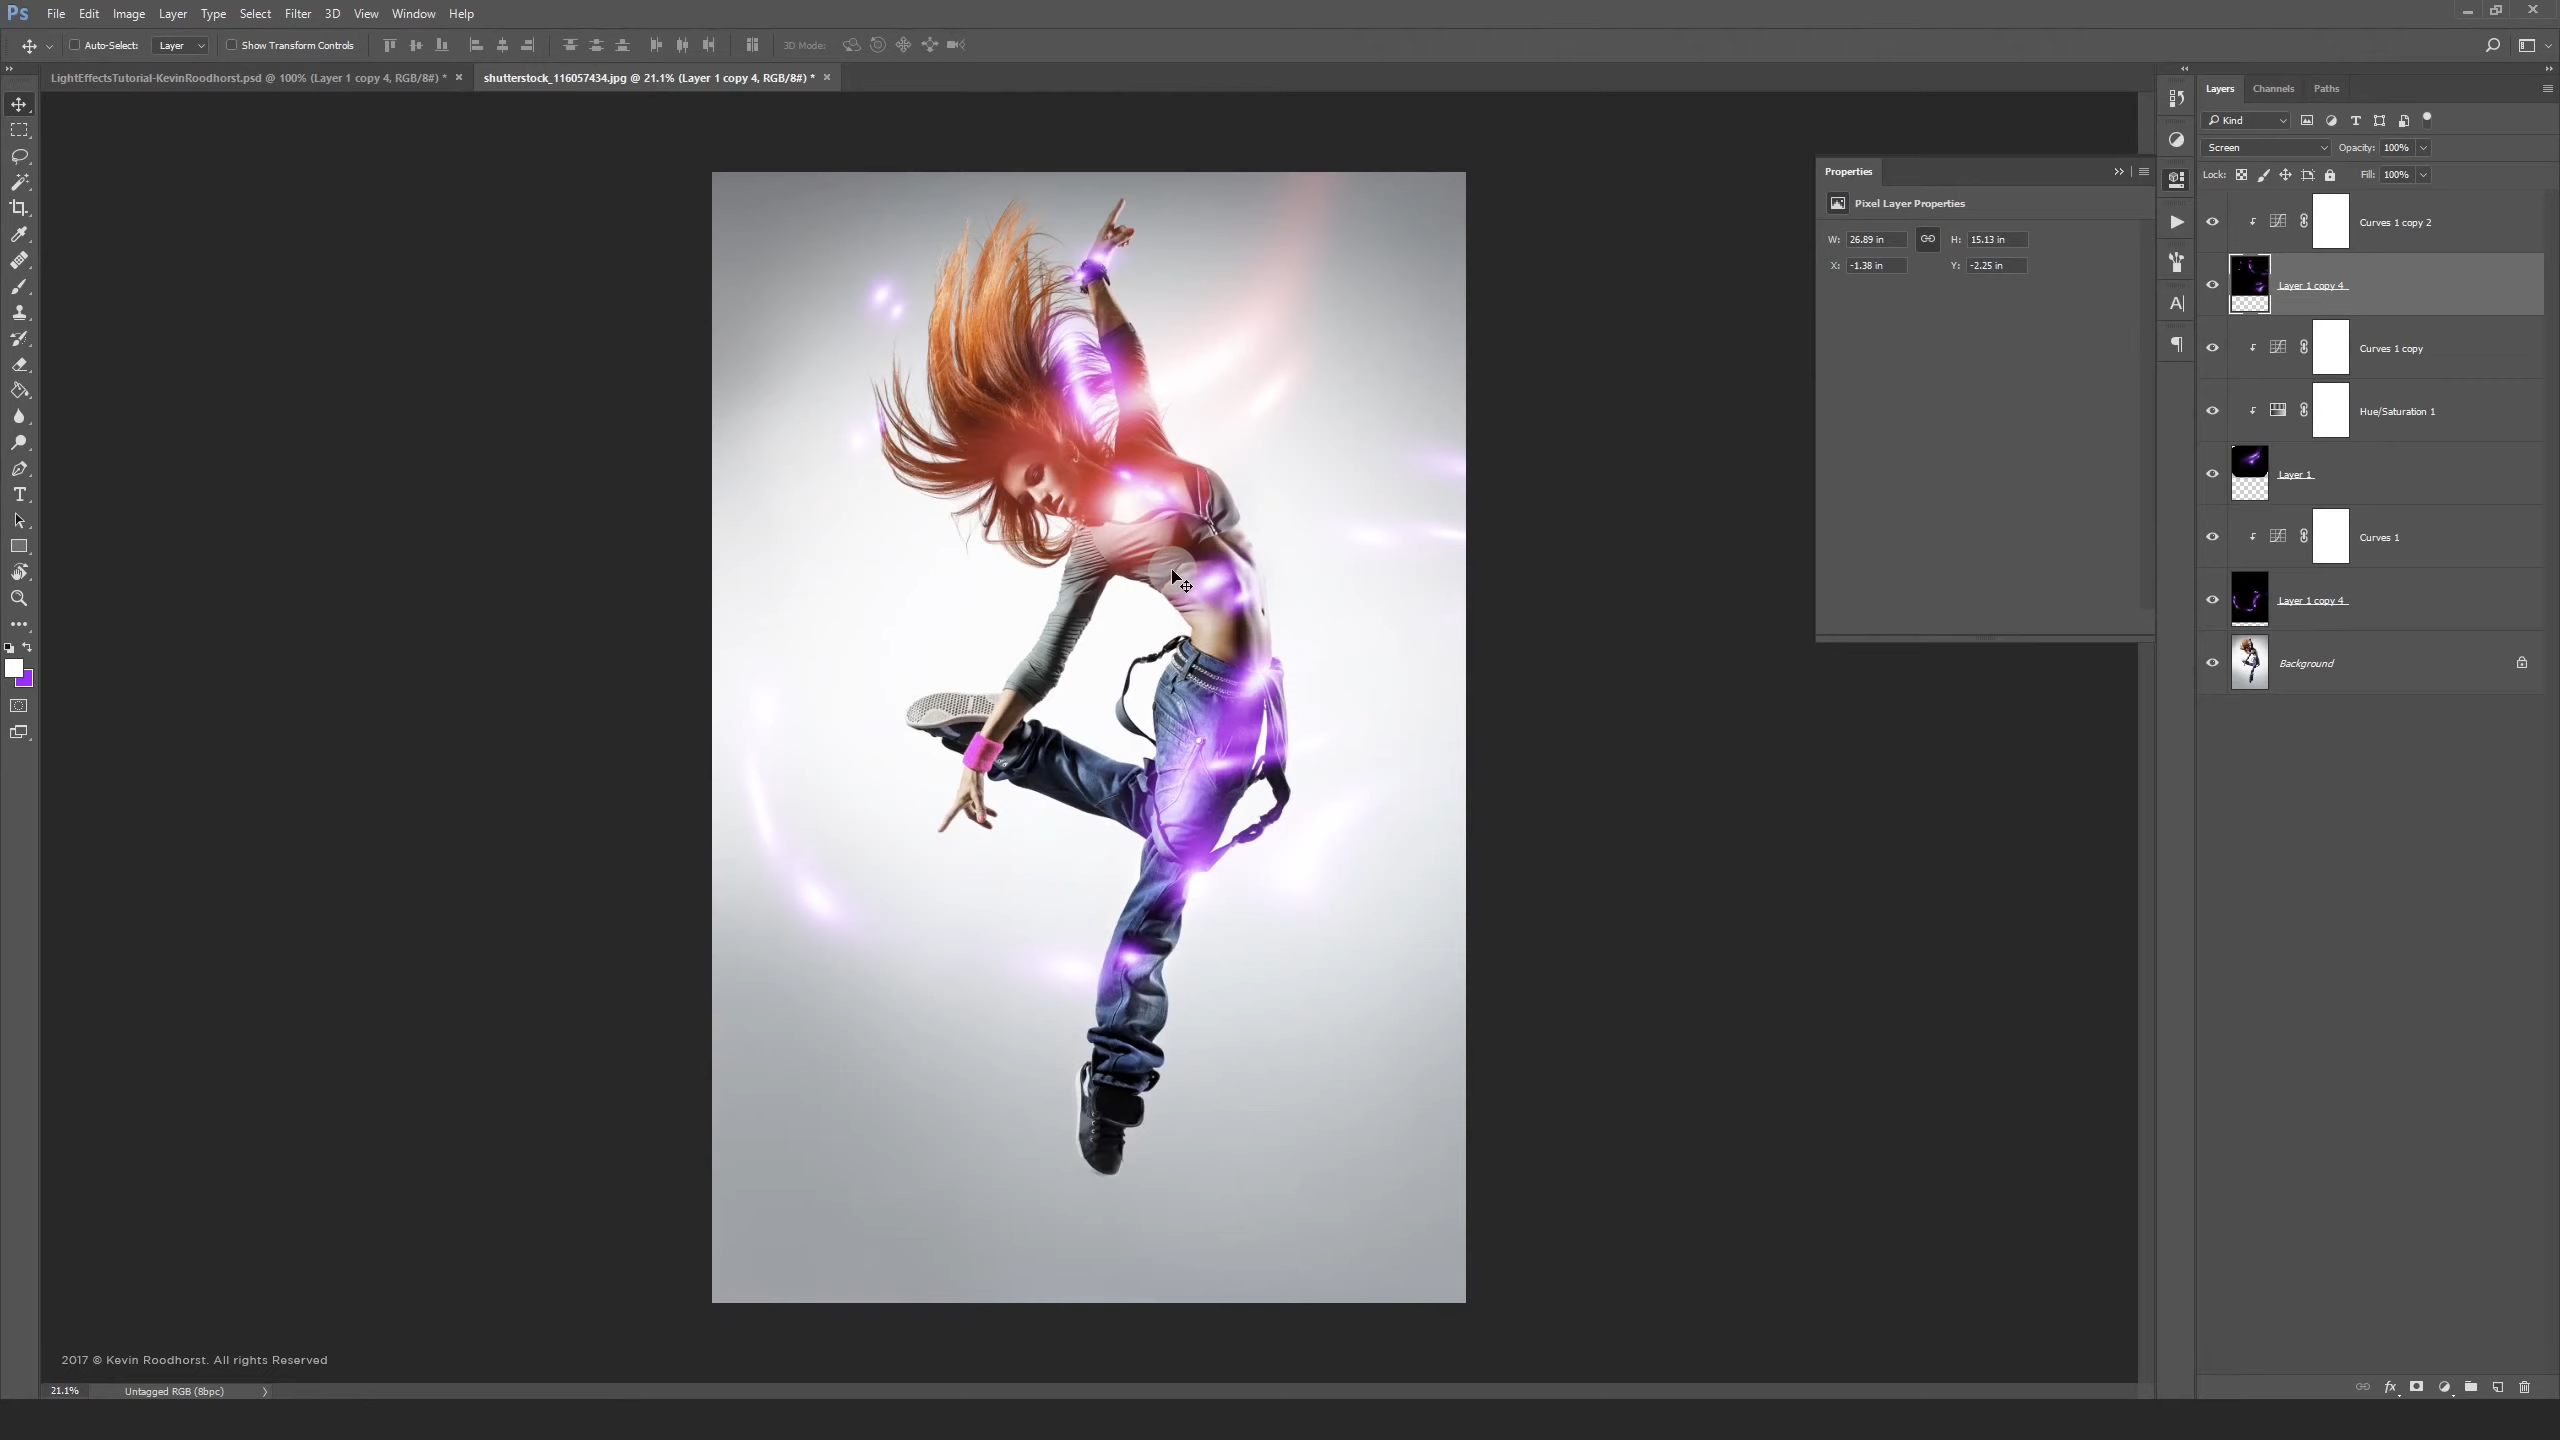 Ps File Edit Image Layer Type Select Filter 3D View Window Help
Auto-Select: Layer Show Transform Controls 3D Mode:
LightEffectsTutorial-KevinRoodhorst.psd @ 100% (Layer 1 copy 4, RGB/8#) * × shutterstock_116057434.jpg @ 21.1% (Layer 1 copy 4, RGB/8#) * ×
Layers Channels Paths
Kind
Screen Opacity: 100%
Lock: Fill: 100%
Properties
Pixel Layer Properties
W: 26.89 in H: 15.13 in
X: -1.38 in Y: -2.25 in
Curves 1 copy 2
Layer 1 copy 4
Curves 1 copy
Hue/Saturation 1
Layer 1
Curves 1
Layer 1 copy 4
Background
2017 © Kevin Roodhorst. All rights Reserved
21.1% Untagged RGB (8bpc)